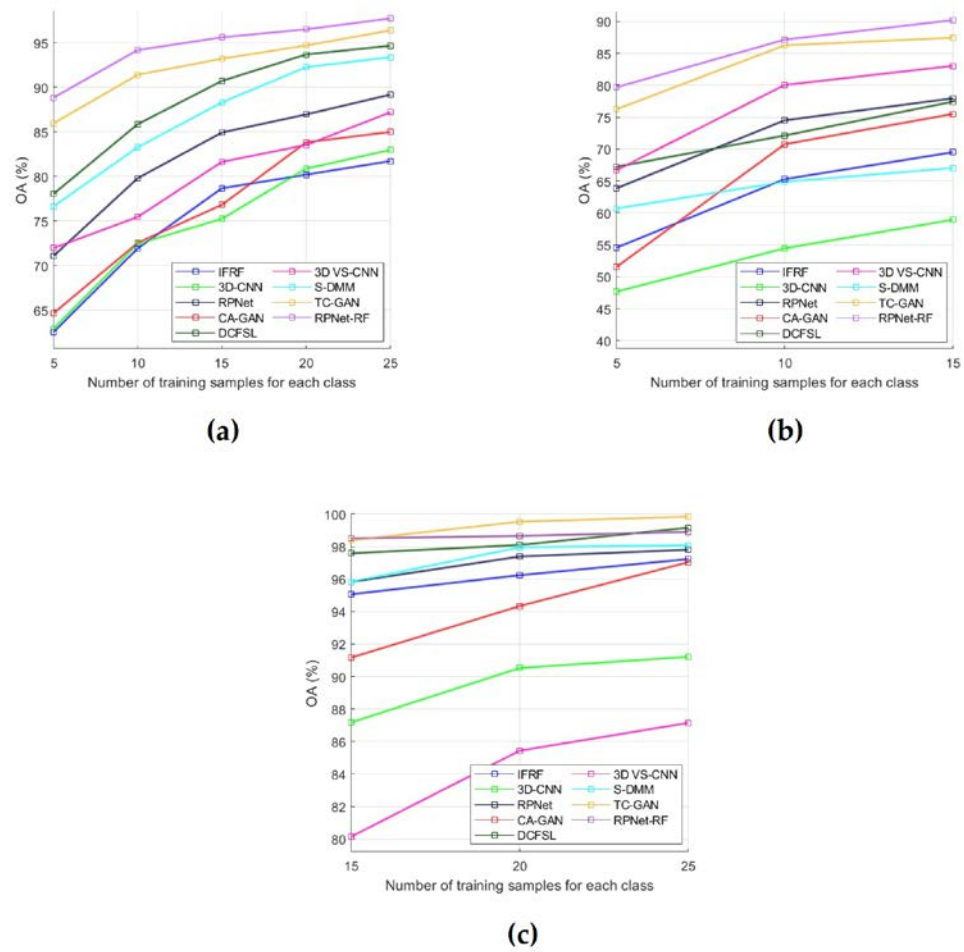 95
90
85
80
75
70
65
OA (%)
IFRF 3D VS-CNN
3D-CNN S-DMM
RPNet TC-GAN
CA-GAN RPNet-RF
DCFSL
5 10 15 20 25
Number of training samples for each class
(a)
90
85
80
75
70
65
60
55
50
45
40
OA (%)
IFRF 3D VS-CNN
3D-CNN S-DMM
RPNet TC-GAN
CA-GAN RPNet-RF
DCFSL
5 10 15
Number of training samples for each class
(b)
100
98
96
94
92
90
88
86
84
82
80
OA (%)
IFRF 3D VS-CNN
3D-CNN S-DMM
RPNet TC-GAN
CA-GAN RPNet-RF
DCFSL
15 20 25
Number of training samples for each class
(c)